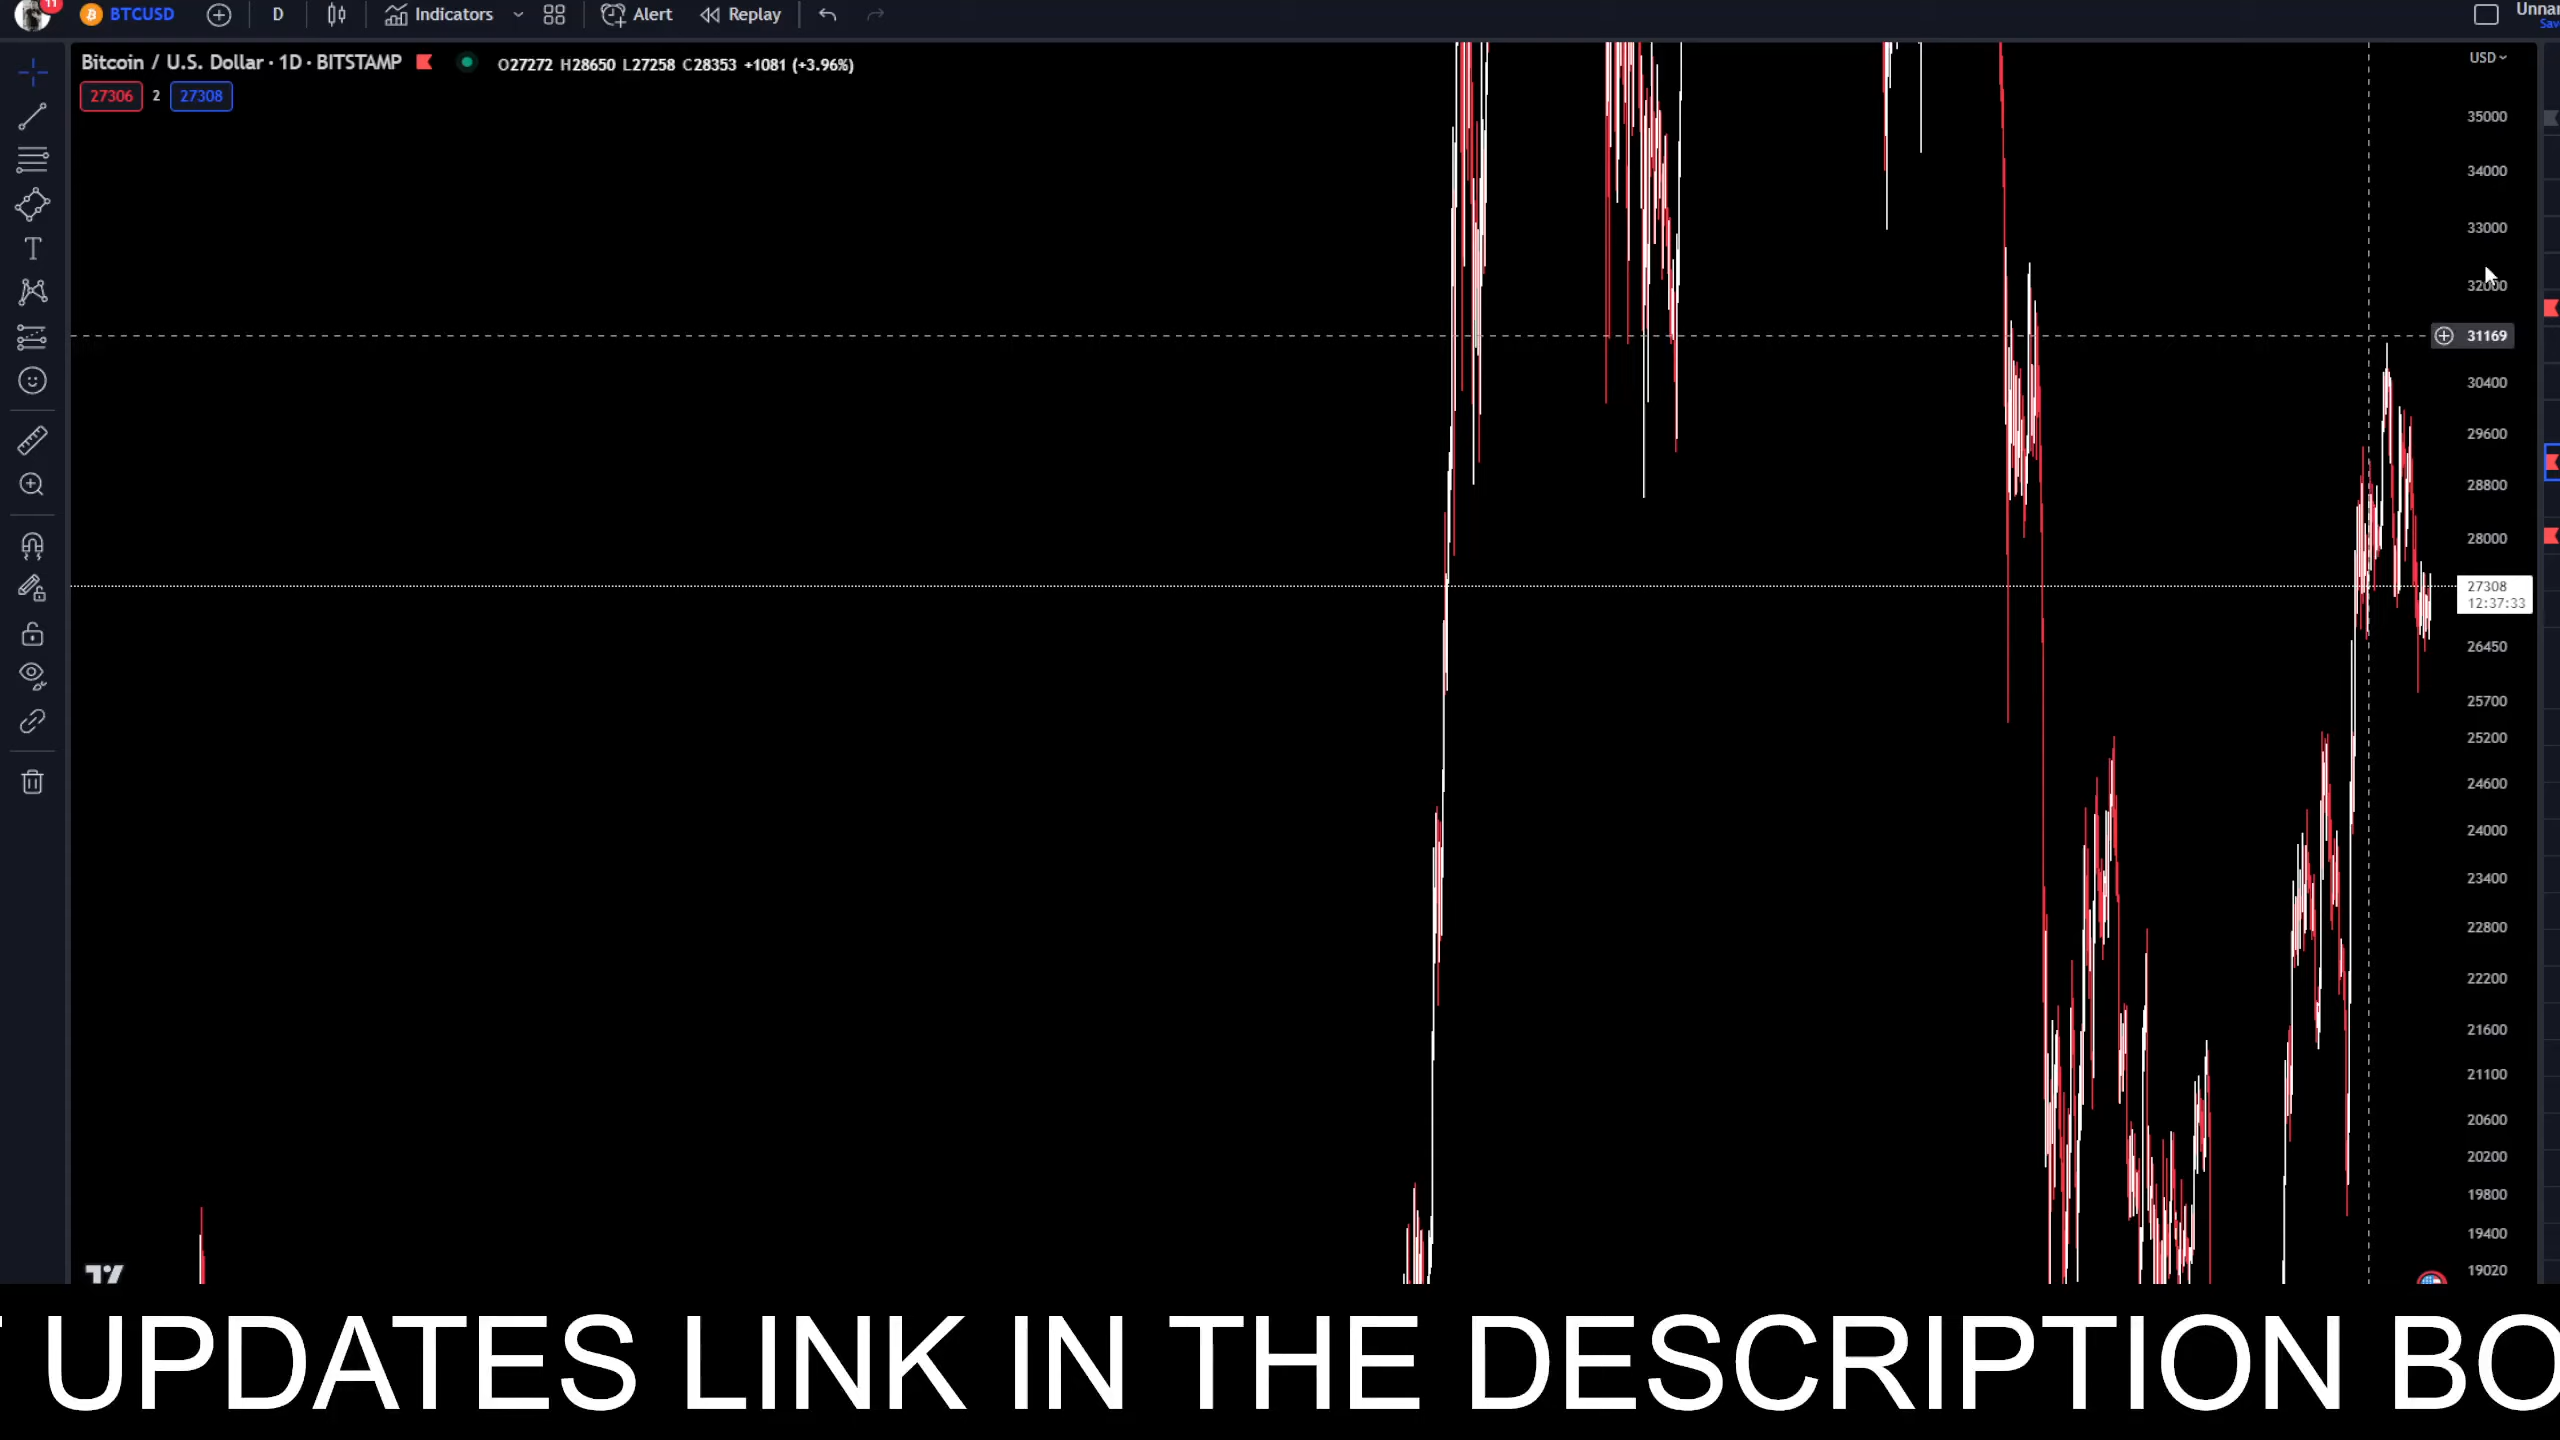 11
BTCUSD
D
Indicators
Alert
Replay
Bitcoin / U.S. Dollar · 1D · BITSTAMP
O27272 H28650 L27258 C28353 +1081 (+3.96%)
27306 2 27308
USD
35000
34000
33000
32000
31169
30400
29600
28800
28000
27308
12:37:33
26450
25700
25200
24600
24000
23400
22800
22200
21600
21100
20600
20200
19800
19400
19020
UPDATES LINK IN THE DESCRIPTION BO